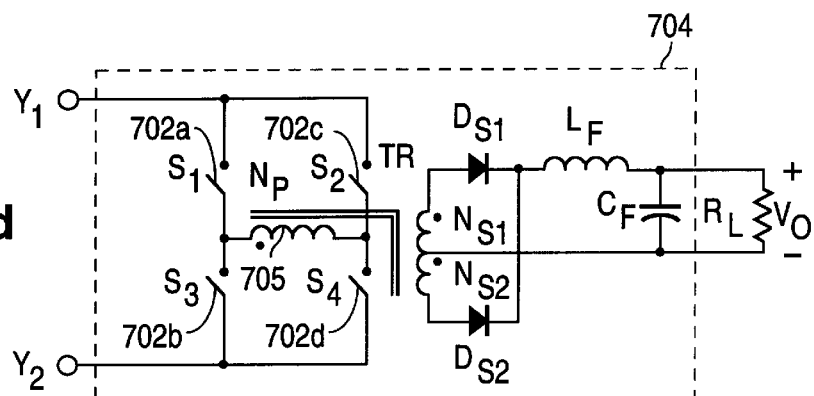 704
Y1
702a
702c
DS1
LF
S1
NP
S2
TR
d
CF
RL
+
VO
−
NS1
NS2
705
S3
S4
702b
702d
DS2
Y2